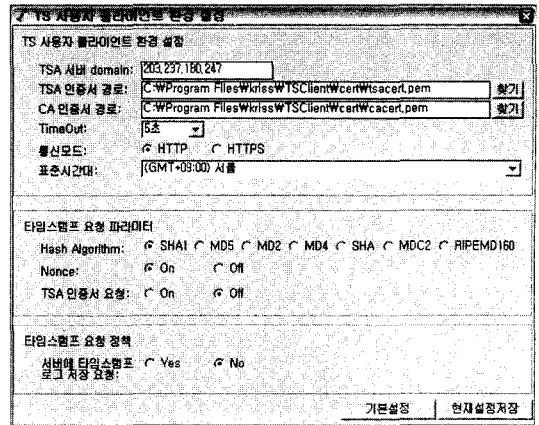 TS 사용자 클라이언트 환경 설정
TS 사용자 클라이언트 환경 설정
TSA 서버 domain: 203,237,180,247
TSA 인증서 경로: C:₩Program Files₩kriss₩TSClient₩cert₩tsacert.pem 찾기
CA 인증서 경로: C:₩Program Files₩kriss₩TSClient₩cert₩cacert.pem 찾기
TimeOut: 5초
통신모드: HTTP HTTPS
표준시간대: (GMT+09:00) 서울
타임스탬프 요청 파라미터
Hash Algorithm: SHA1 MD5 MD2 MD4 SHA MDC2 RIPEMD160
Nonce: On Off
TSA 인증서 요청: On Off
타임스탬프 요청 정책
서버에 타임스탬프 Yes No
로그 저장 요청:
기본설정 현재설정저장